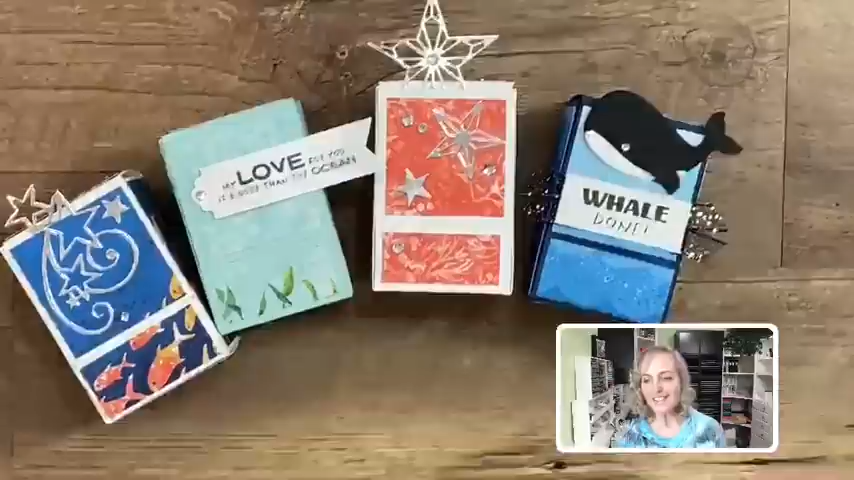 MY LOVE FOR YOU
IS DEEPER THAN THE OCEAN
WHALE
DONE!